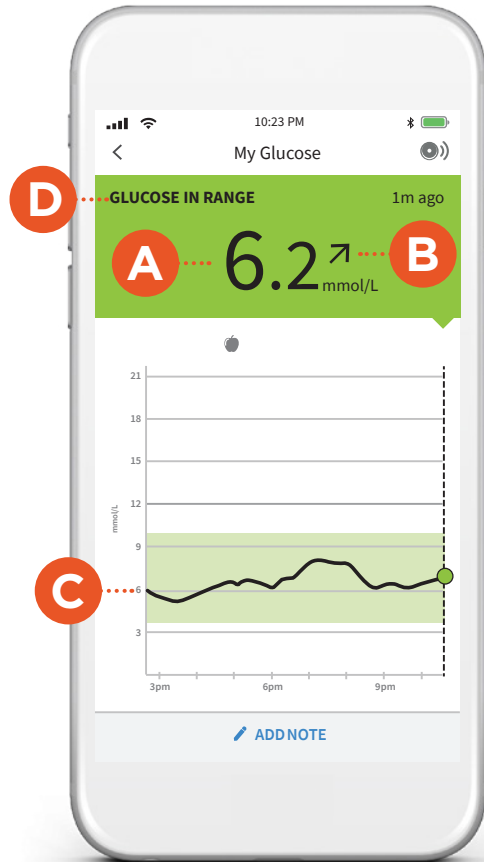 10:23 PM
My Glucose
D
GLUCOSE IN RANGE
1m ago
A
6.2
mmol/L
B
21
18
15
12
mmol/L
9
C
6
3
3pm
6pm
9pm
ADD NOTE